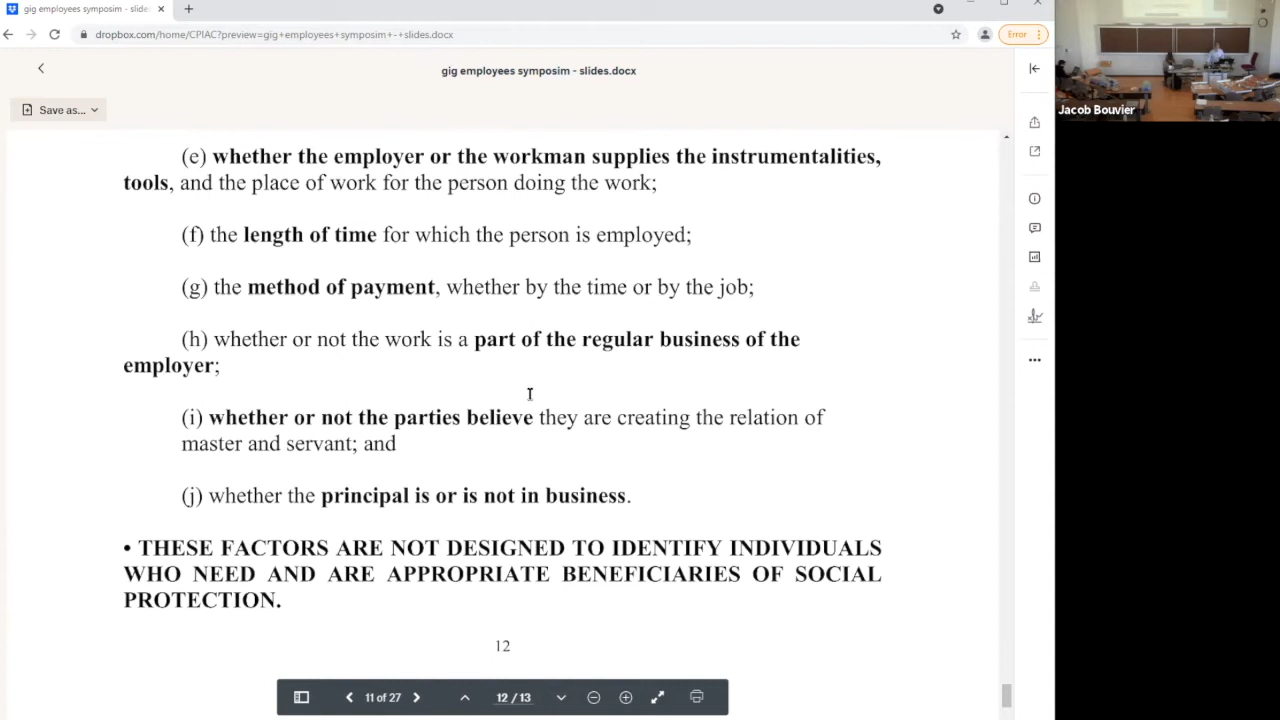 gig employees symposim - slides
dropbox.com/home/CPIAC?preview=gig+employees+symposim+-+slides.docx
Error
gig employees symposim - slides.docx
Save as...
Jacob Bouvier
(e) whether the employer or the workman supplies the instrumentalities,
tools, and the place of work for the person doing the work;
(f) the length of time for which the person is employed;
(g) the method of payment, whether by the time or by the job;
(h) whether or not the work is a part of the regular business of the
employer;
(i) whether or not the parties believe they are creating the relation of
master and servant; and
(j) whether the principal is or is not in business.
• THESE FACTORS ARE NOT DESIGNED TO IDENTIFY INDIVIDUALS
WHO NEED AND ARE APPROPRIATE BENEFICIARIES OF SOCIAL
PROTECTION.
12
11 of 27
12 / 13